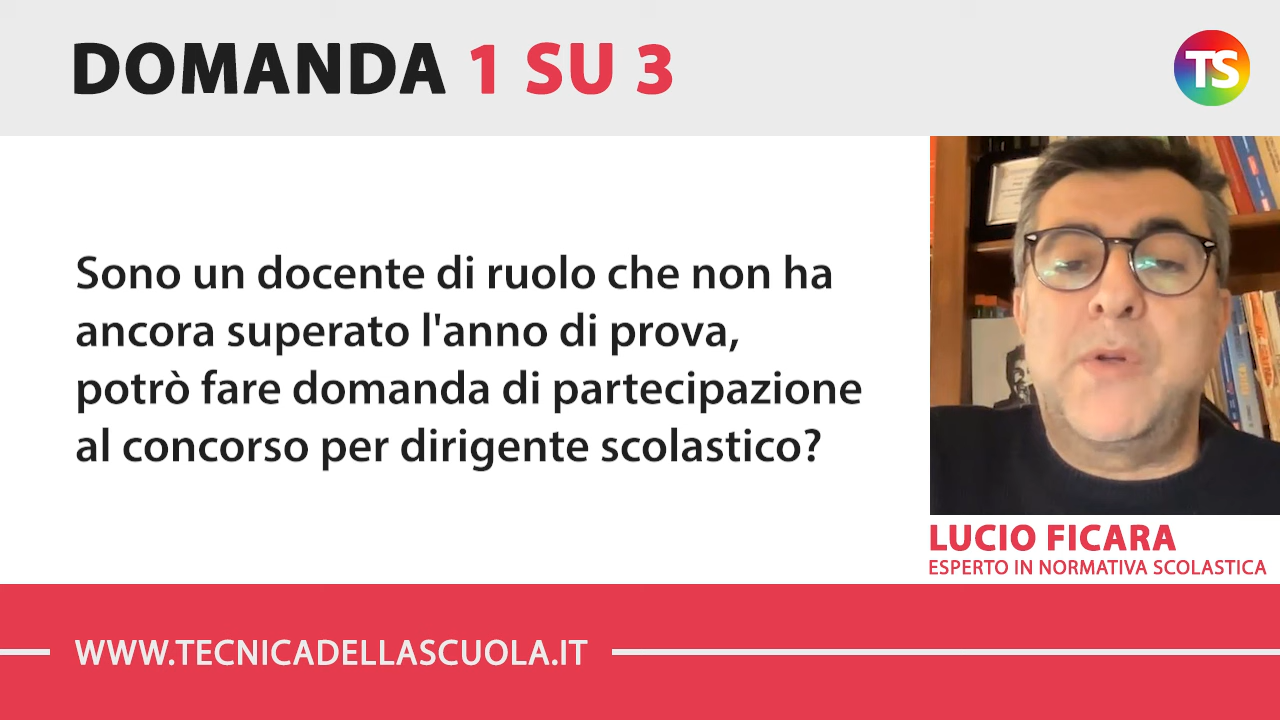 DOMANDA 1 SU 3
TS
Sono un docente di ruolo che non ha
ancora superato l'anno di prova,
potrò fare domanda di partecipazione
al concorso per dirigente scolastico?
LUCIO FICARA
ESPERTO IN NORMATIVA SCOLASTICA
WWW.TECNICADELLASCUOLA.IT